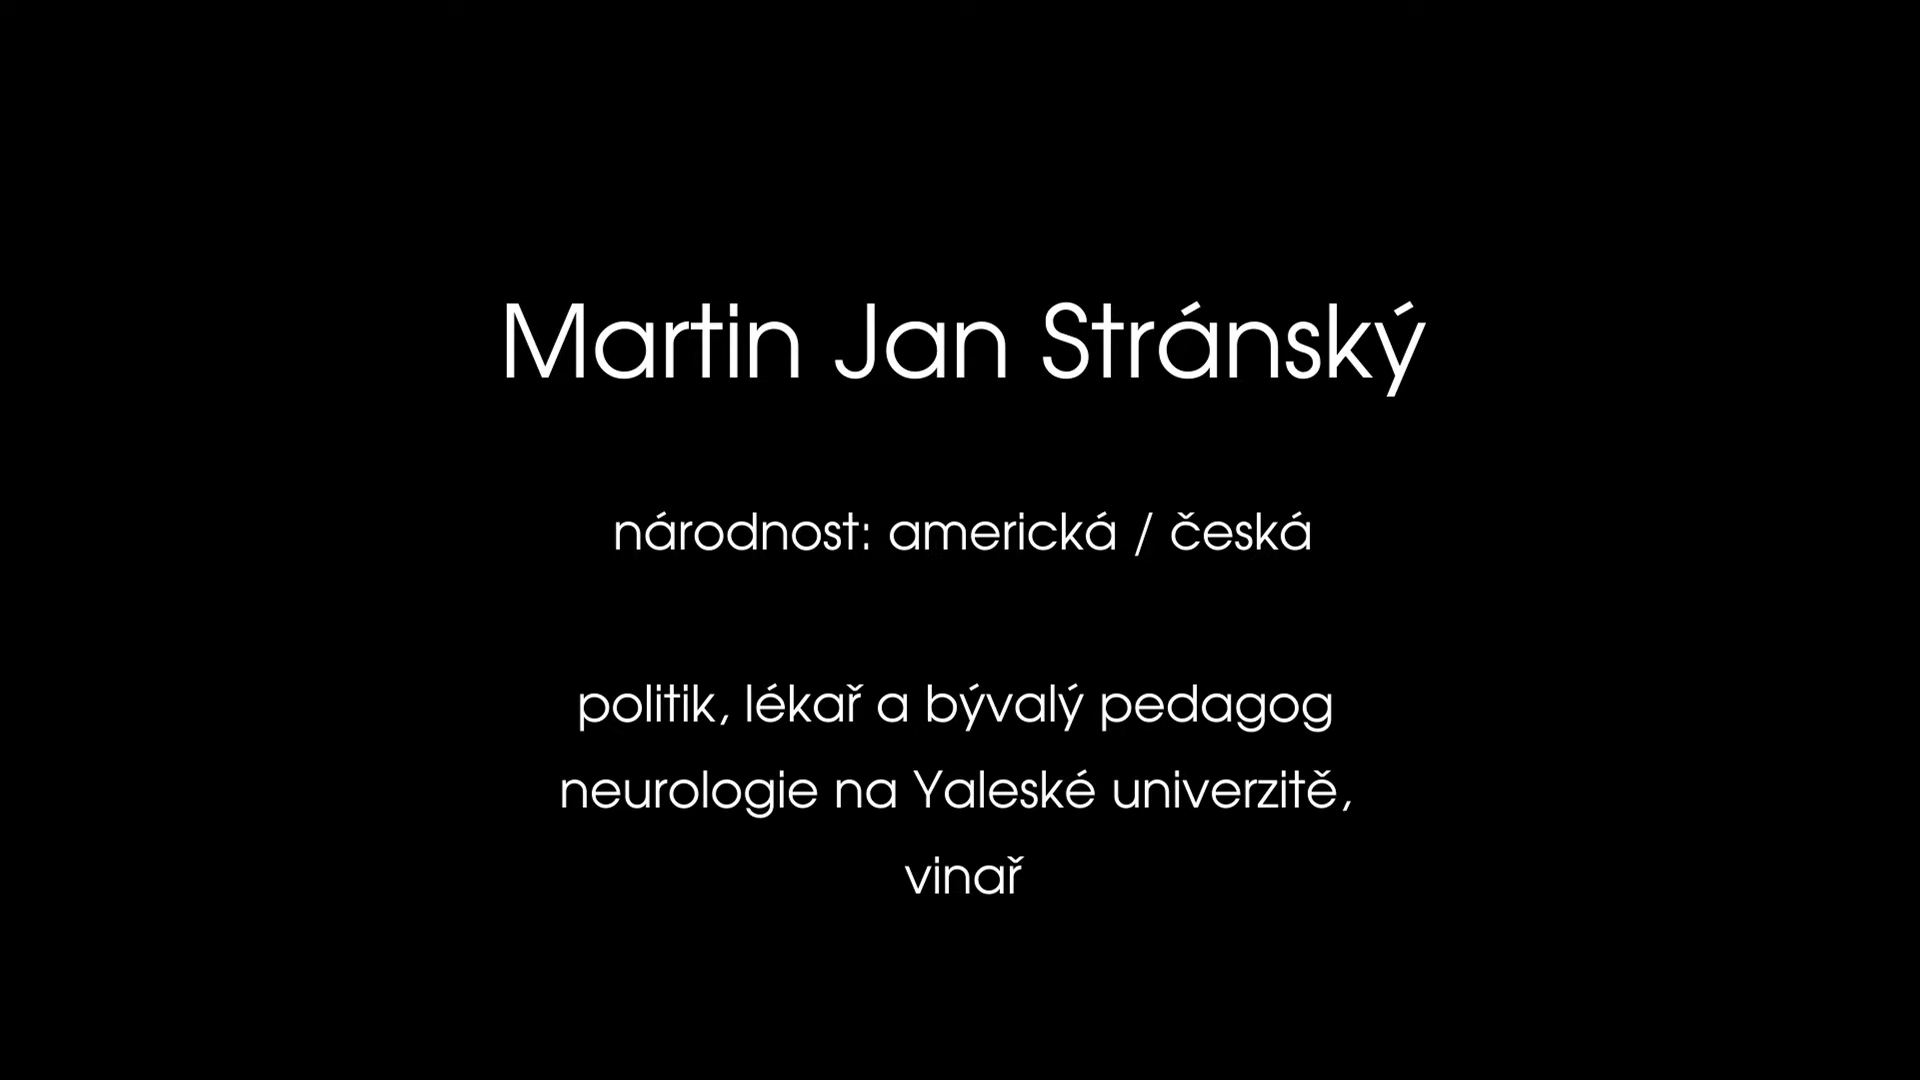 Martin Jan Stránský
národnost: americká / česká
politik, lékař a bývalý pedagog
neurologie na Yaleské univerzitě,
vinař